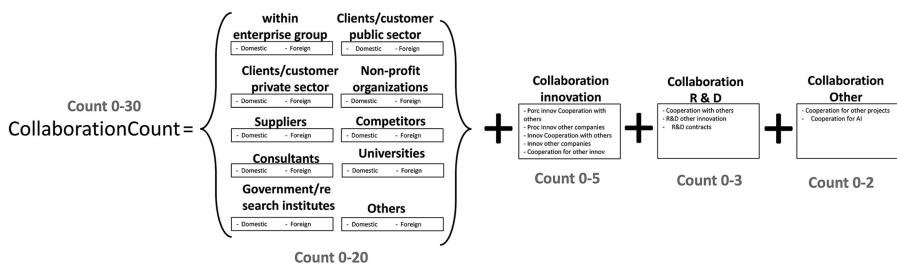 Count 0-30
CollaborationCount =
within
enterprise group
- Domestic - Foreign
Clients/customer
public sector
- Domestic - Foreign
Clients/customer
private sector
- Domestic - Foreign
Non-profit
organizations
- Domestic - Foreign
Suppliers
- Domestic - Foreign
Competitors
- Domestic - Foreign
Consultants
- Domestic - Foreign
Universities
- Domestic - Foreign
Government/re
search institutes
- Domestic - Foreign
Others
- Domestic - Foreign
Count 0-20
+
Collaboration
innovation
- Porc innov Cooperation with
others
- Proc innov other companies
- Innov Cooperation with others
- Innov other companies
- Cooperation for other innov
Count 0-5
+
Collaboration
R & D
- Cooperation with others
- R&D other innovation
- R&D contracts
Count 0-3
+
Collaboration
Other
- Cooperation for other projects
- Cooperation for AI
Count 0-2